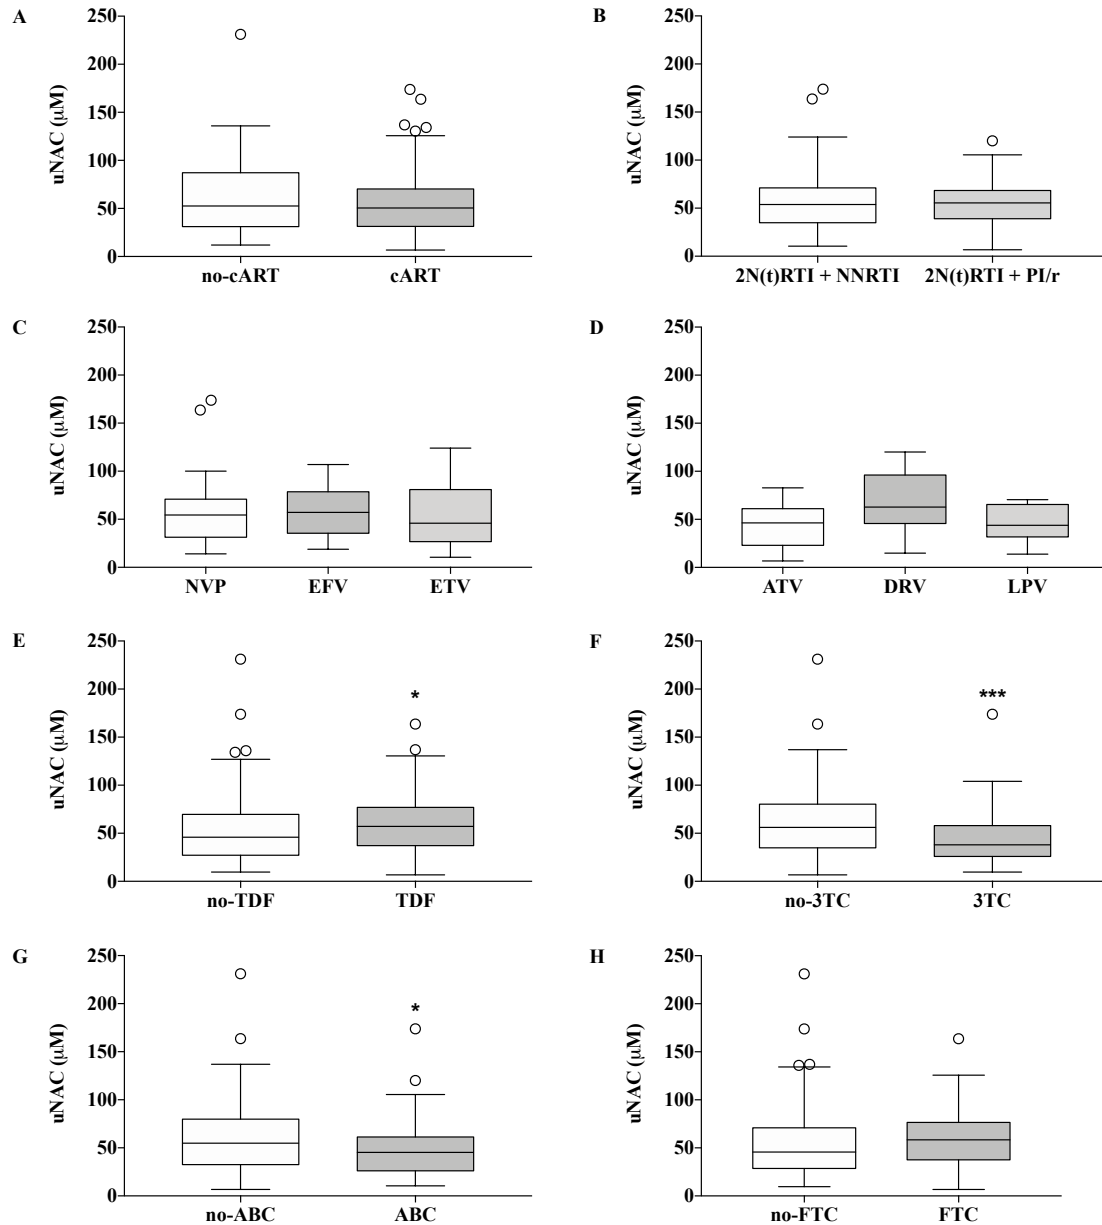 A
uNAC (μM)
250
200
150
100
50
0
no-cART cART
B
uNAC (μM)
250
200
150
100
50
0
2N(t)RTI + NNRTI 2N(t)RTI + PI/r
C
uNAC (μM)
250
200
150
100
50
0
NVP EFV ETV
D
uNAC (μM)
250
200
150
100
50
0
ATV DRV LPV
E
uNAC (μM)
250
200
150
100
50
0
*
no-TDF TDF
F
uNAC (μM)
250
200
150
100
50
0
***
no-3TC 3TC
G
uNAC (μM)
250
200
150
100
50
0
*
no-ABC ABC
H
uNAC (μM)
250
200
150
100
50
0
no-FTC FTC